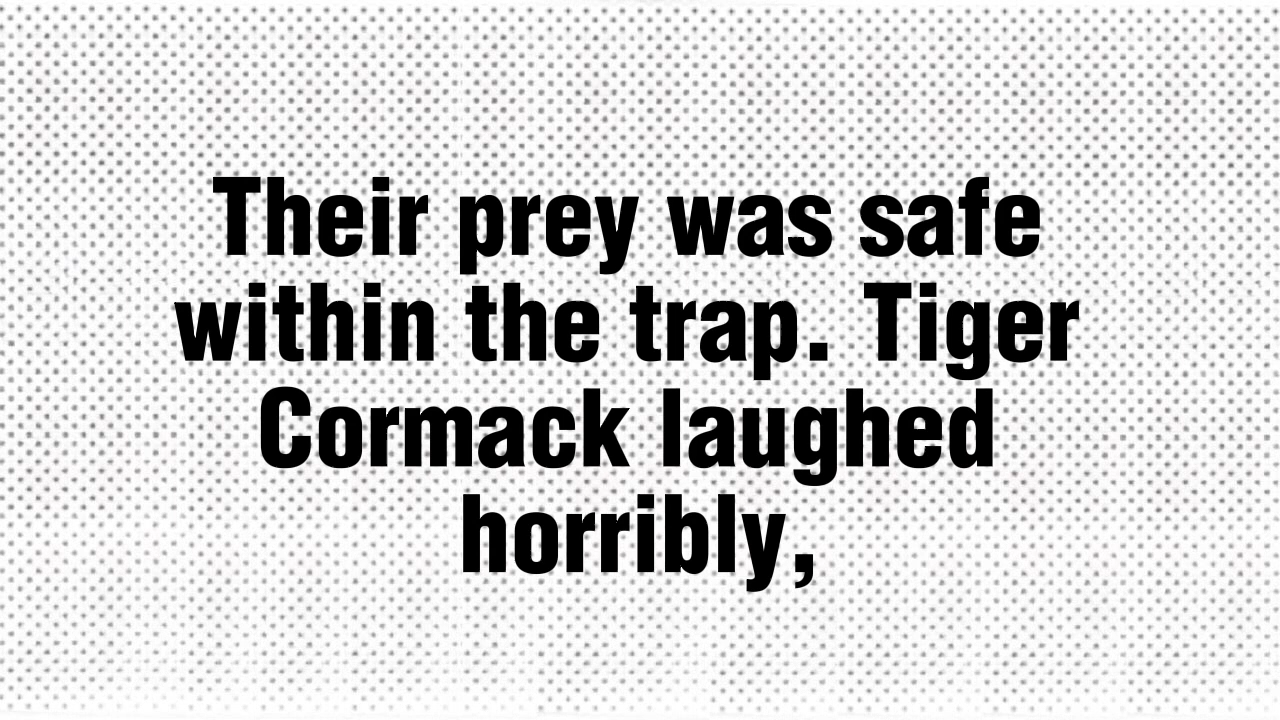 Their prey was safe
within the trap. Tiger
Cormack laughed
horribly,